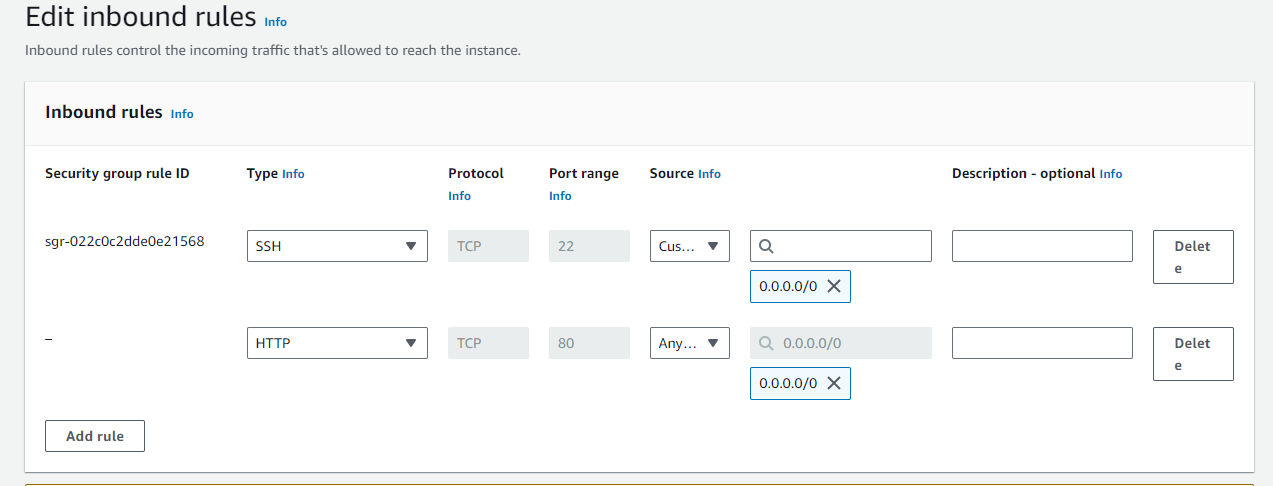 Edit inbound rules Info
Inbound rules control the incoming traffic that's allowed to reach the instance.
Inbound rules Info
Security group rule ID
Type Info
Protocol
Info
Port range
Info
Source Info
Description - optional Info
sgr-022c0c2dde0e21568
SSH
TCP
22
Cus...
0.0.0.0/0
Delet
e
–
HTTP
TCP
80
Any...
0.0.0.0/0
0.0.0.0/0
Delet
e
Add rule